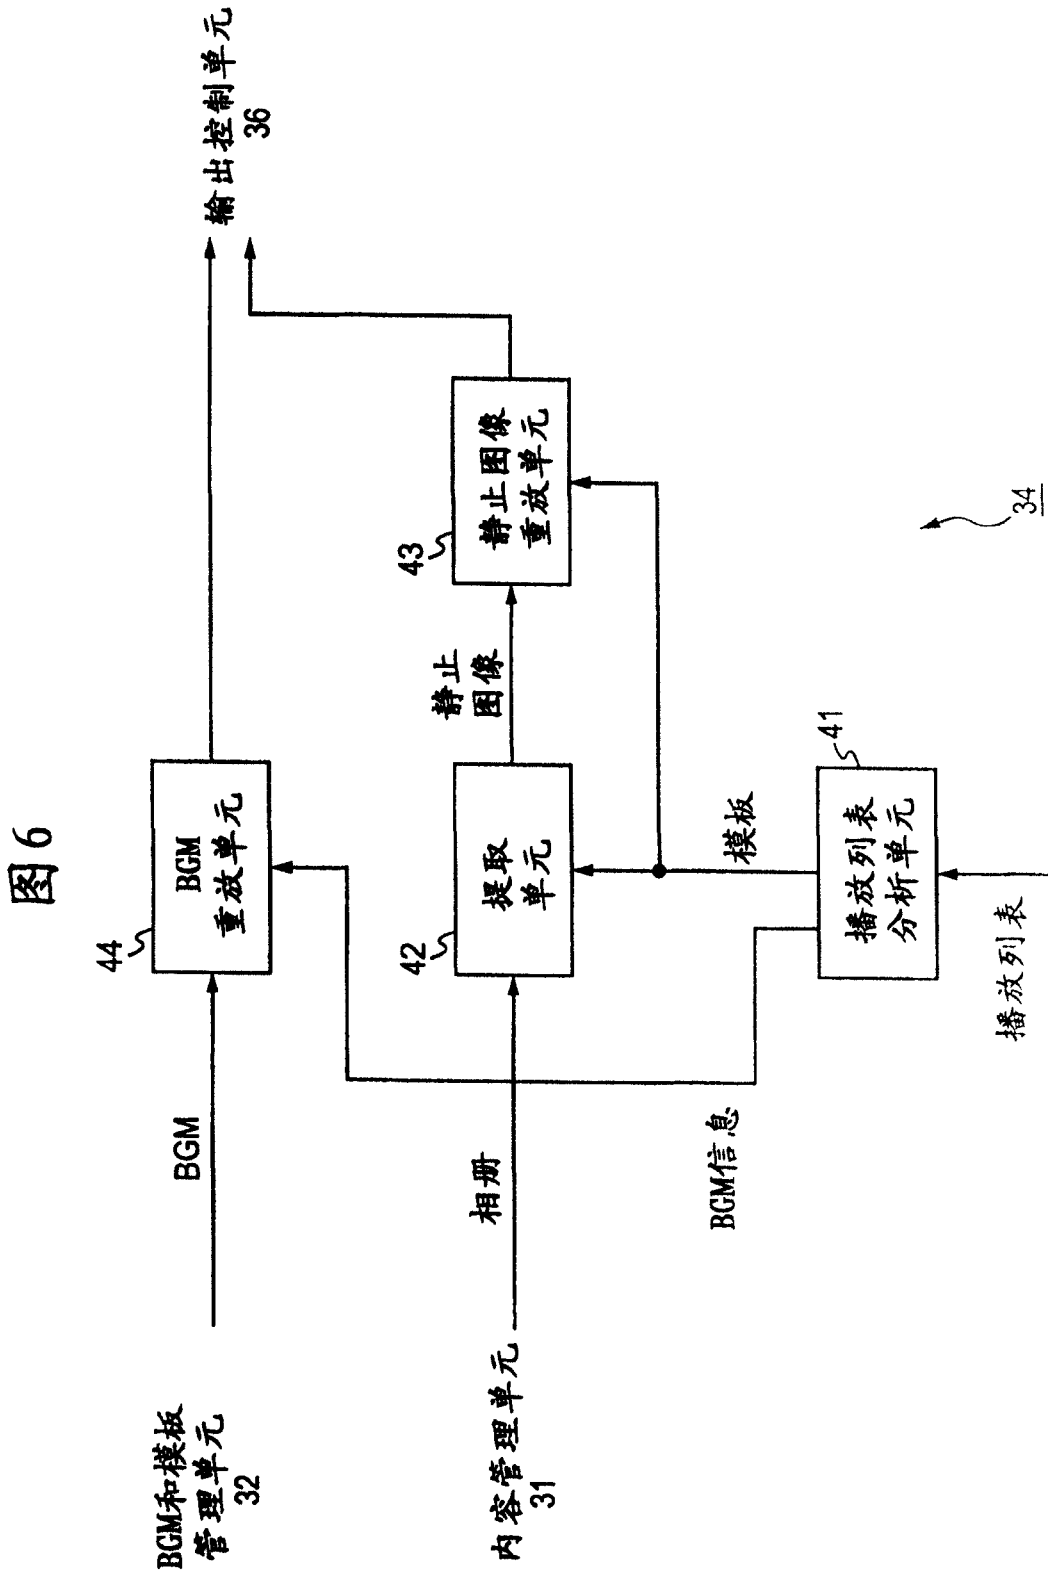 图6
BGM和模板
管理单元
32
BGM
44
BGM
重放单元
输出控制单元
36
内容管理单元
31
相册
42
提取
单元
静止
图像
43
静止图像
重放单元
BGM信息
模板
41
播放列表
分析单元
播放列表
34